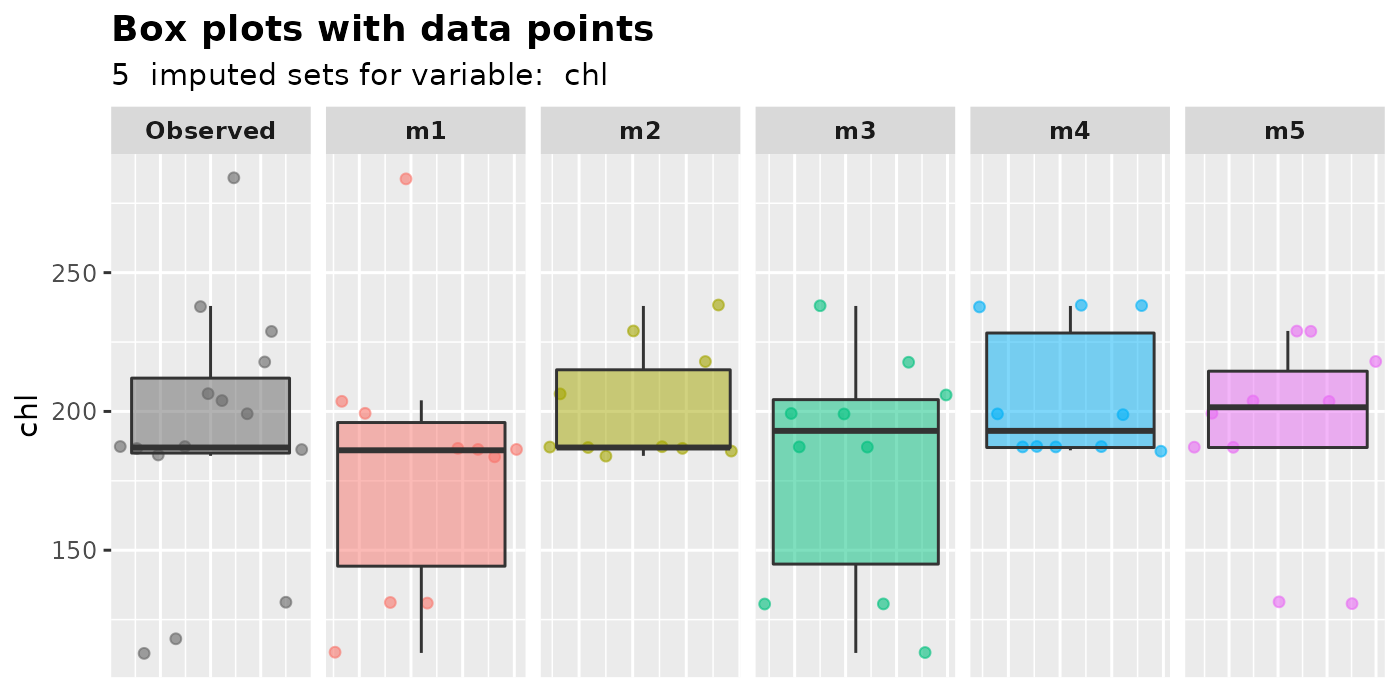 Box plots with data points
5  imputed sets for variable:  chl
Observed m1 m2 m3 m4 m5
250
200
150
chl